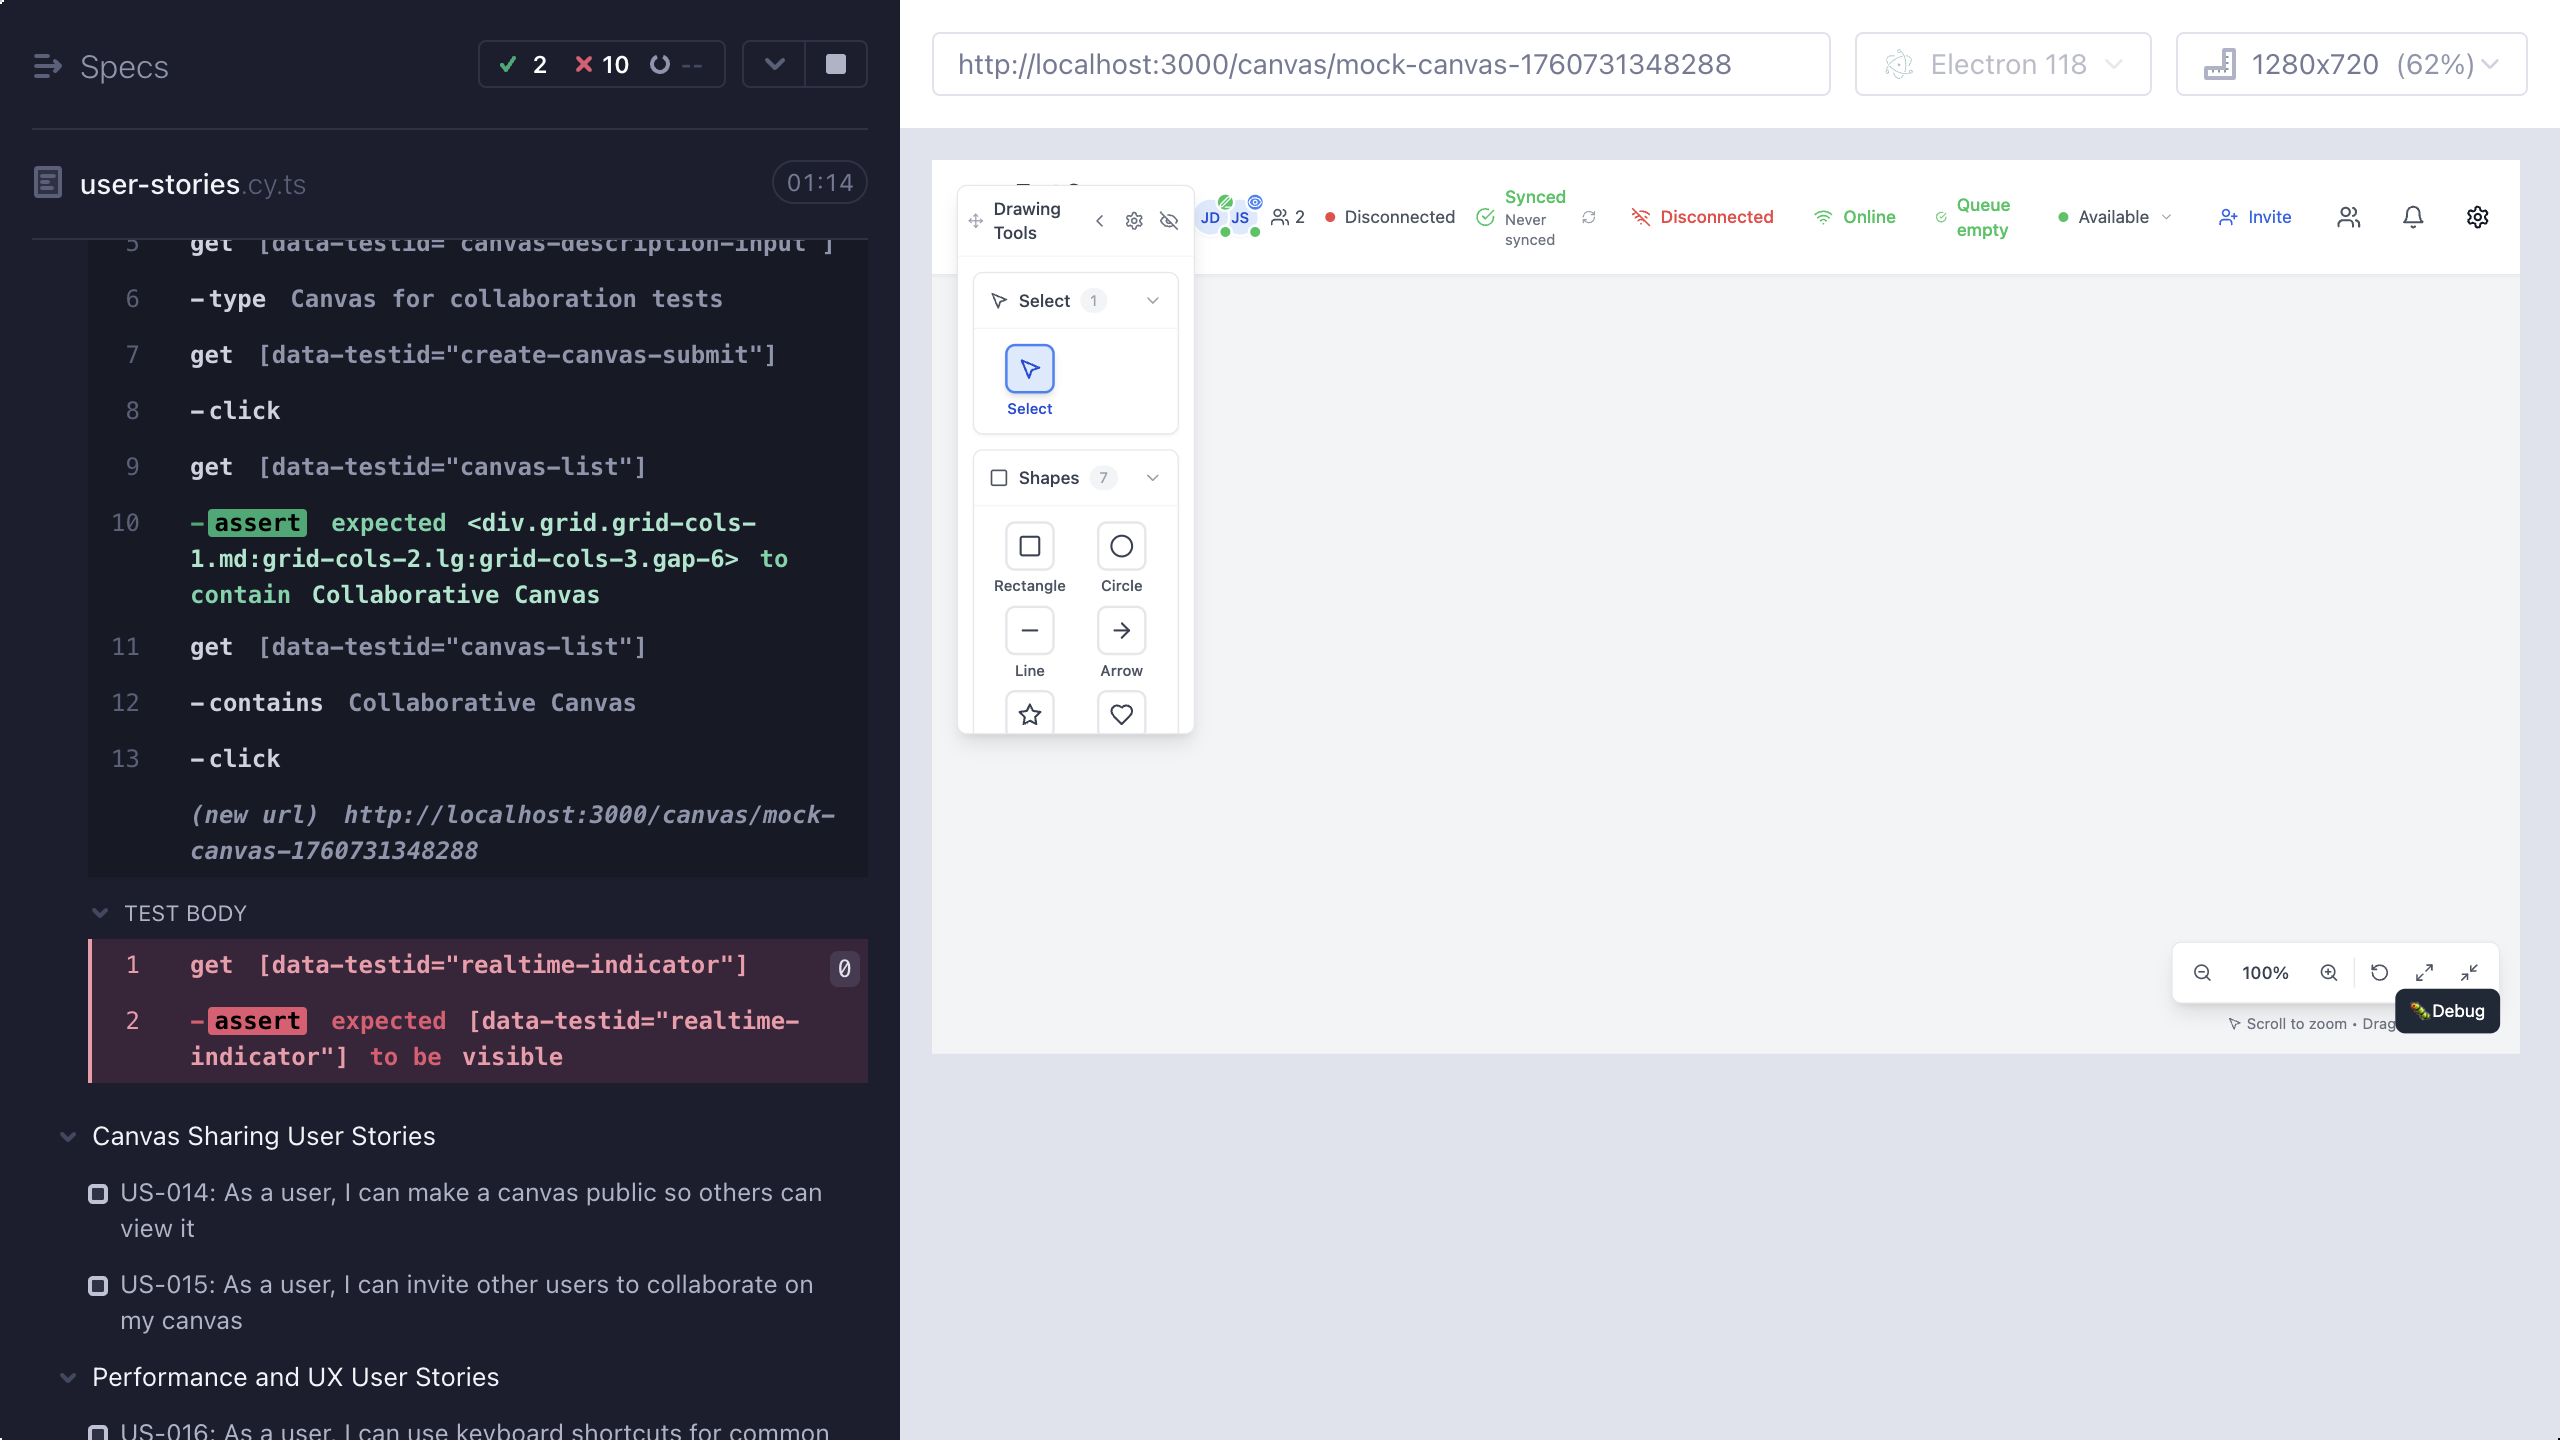 Specs
2 10 --
user-stories.cy.ts
01:14
5 get [data-testid="canvas-description-input"]
6 -type Canvas for collaboration tests
7 get [data-testid="create-canvas-submit"]
8 -click
9 get [data-testid="canvas-list"]
10 -assert expected <div.grid.grid-cols-
1.md:grid-cols-2.lg:grid-cols-3.gap-6> to
contain Collaborative Canvas
11 get [data-testid="canvas-list"]
12 -contains Collaborative Canvas
13 -click
(new url) http://localhost:3000/canvas/mock-
canvas-1760731348288
TEST BODY
1 get [data-testid="realtime-indicator"] 0
2 -assert expected [data-testid="realtime-
indicator"] to be visible
Canvas Sharing User Stories
US-014: As a user, I can make a canvas public so others can
view it
US-015: As a user, I can invite other users to collaborate on
my canvas
Performance and UX User Stories
US-016: As a user, I can use keyboard shortcuts for common
http://localhost:3000/canvas/mock-canvas-1760731348288
Electron 118
1280x720 (62%)
Drawing
Tools
JD JS 2
Disconnected
Synced
Never
synced
Disconnected
Online
Queue
empty
Available
Invite
Select 1
Select
Shapes 7
Rectangle Circle
Line Arrow
100%
Scroll to zoom • Drag
🐛Debug